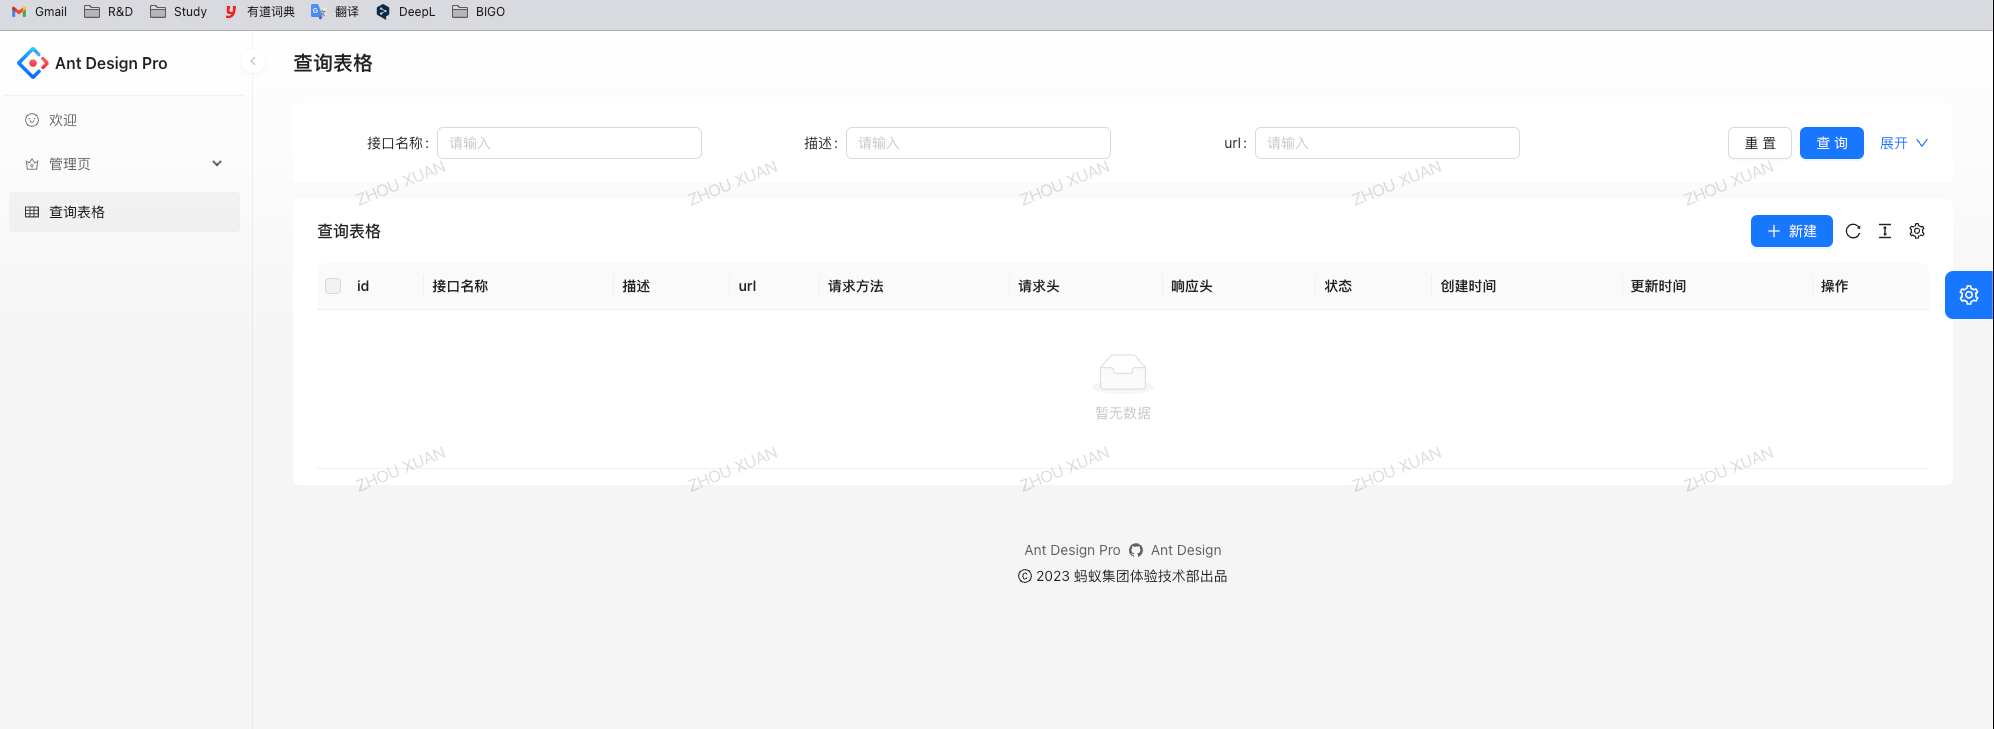 Gmail R&D Study 有道词典 翻译 DeepL BIGO
Ant Design Pro
欢迎
管理页
查询表格
查询表格
接口名称: 请输入 描述: 请输入 url: 请输入 重 置 查 询 展开
ZHOU XUAN ZHOU XUAN ZHOU XUAN ZHOU XUAN ZHOU XUAN
查询表格 新建
id 接口名称 描述 url 请求方法 请求头 响应头 状态 创建时间 更新时间 操作
暂无数据
ZHOU XUAN ZHOU XUAN ZHOU XUAN ZHOU XUAN ZHOU XUAN
Ant Design Pro Ant Design
© 2023 蚂蚁集团体验技术部出品